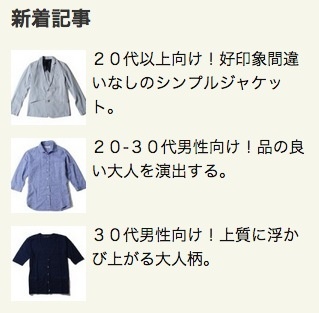 新着記事
２０代以上向け！好印象間違
いなしのシンプルジャケッ
ト。
２０-３０代男性向け！品の良
い大人を演出する。
３０代男性向け！上質に浮か
び上がる大人柄。